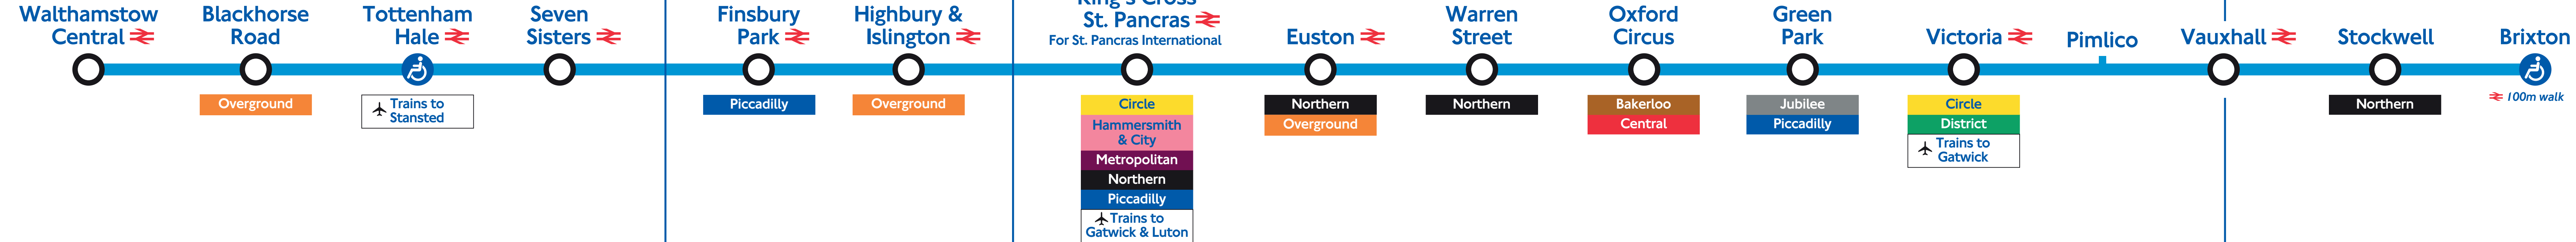 Walthamstow
Central
Blackhorse
Road
Overground
Tottenham
Hale
Trains to
Stansted
Seven
Sisters
Finsbury
Park
Piccadilly
Highbury &
Islington
Overground
King's Cross
St. Pancras
For St. Pancras International
Circle
Hammersmith
& City
Metropolitan
Northern
Piccadilly
Trains to
Gatwick & Luton
Euston
Northern
Overground
Warren
Street
Northern
Oxford
Circus
Bakerloo
Central
Green
Park
Jubilee
Piccadilly
Victoria
Circle
District
Trains to
Gatwick
Pimlico
Vauxhall
Stockwell
Northern
Brixton
100m walk